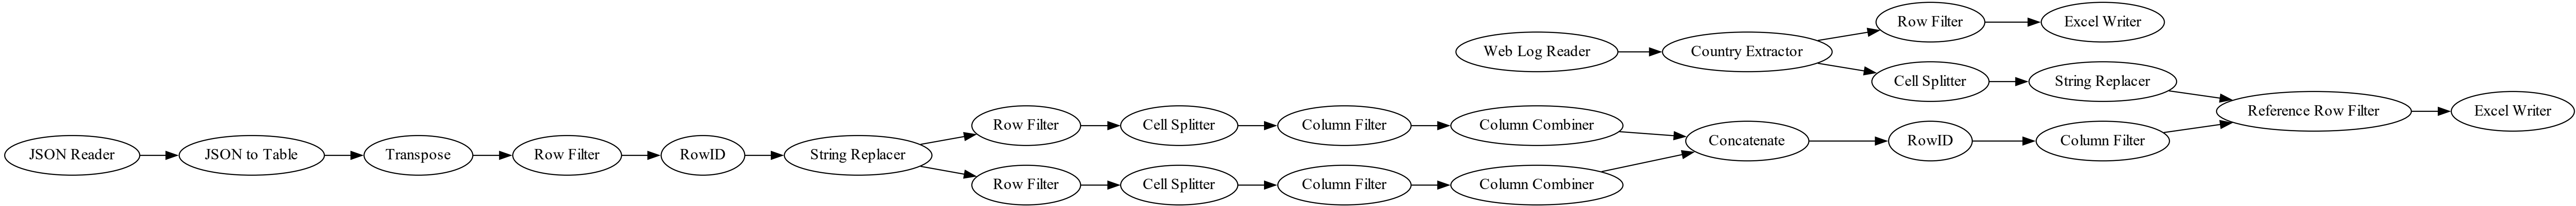 Row Filter
Excel Writer
Web Log Reader
Country Extractor
Cell Splitter
String Replacer
Reference Row Filter
Excel Writer
Row Filter
Cell Splitter
Column Filter
Column Combiner
JSON Reader
JSON to Table
Transpose
Row Filter
RowID
String Replacer
Concatenate
RowID
Column Filter
Row Filter
Cell Splitter
Column Filter
Column Combiner